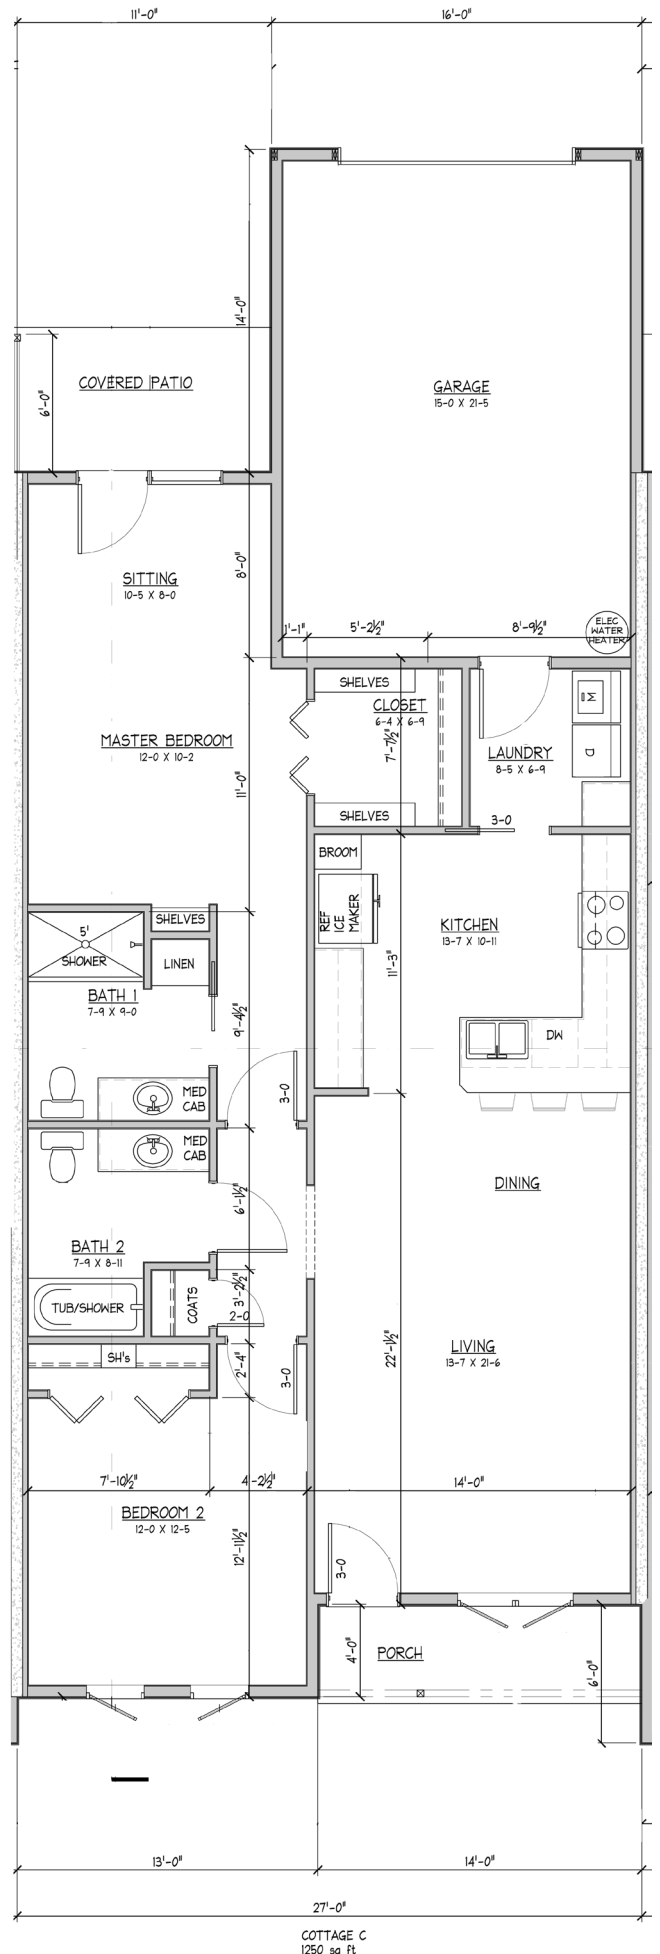 11'-0"
16'-0"
14'-0"
COVERED PATIO
6'-0"
GARAGE
15-0 X 21-5
SITTING
10-5 X 8-0
8'-0"
ELEC
WATER
HEATER
1'-1"
5'-2½"
8'-9½"
SHELVES
CLOSET
6-4 X 6-9
7'-7½"
W
MASTER BEDROOM
12-0 X 10-2
11'-0"
LAUNDRY
8-5 X 6-9
D
SHELVES
3-0
BROOM
SHELVES
REF
ICE
MAKER
KITCHEN
13-7 X 10-11
5'
SHOWER
LINEN
11'-3"
BATH 1
7-9 X 9-0
9'-4½"
DW
MED
CAB
3-0
MED
CAB
DINING
6'-1½"
BATH 2
7-9 X 8-11
COATS
3'-2½"
2-0
TUB/SHOWER
22'-1½"
LIVING
13-7 X 21-6
SH's
2'-4"
3-0
7'-10½"
4'-2½"
14'-0"
BEDROOM 2
12-0 X 12-5
12'-11½"
3-0
4'-0"
PORCH
6'-0"
13'-0"
14'-0"
27'-0"
COTTAGE C
1250 sq ft